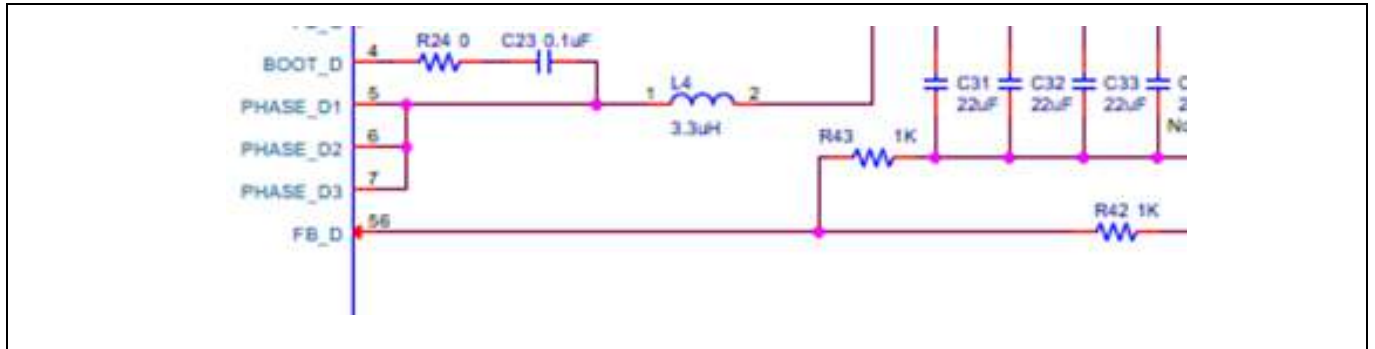 R24 0
C23 0.1uF
BOOT_D
4
PHASE_D1
5
1
L4
2
3.3uH
C31
22uF
C32
22uF
C33
22uF
PHASE_D2
6
R43
1K
PHASE_D3
7
R42 1K
FB_D
56